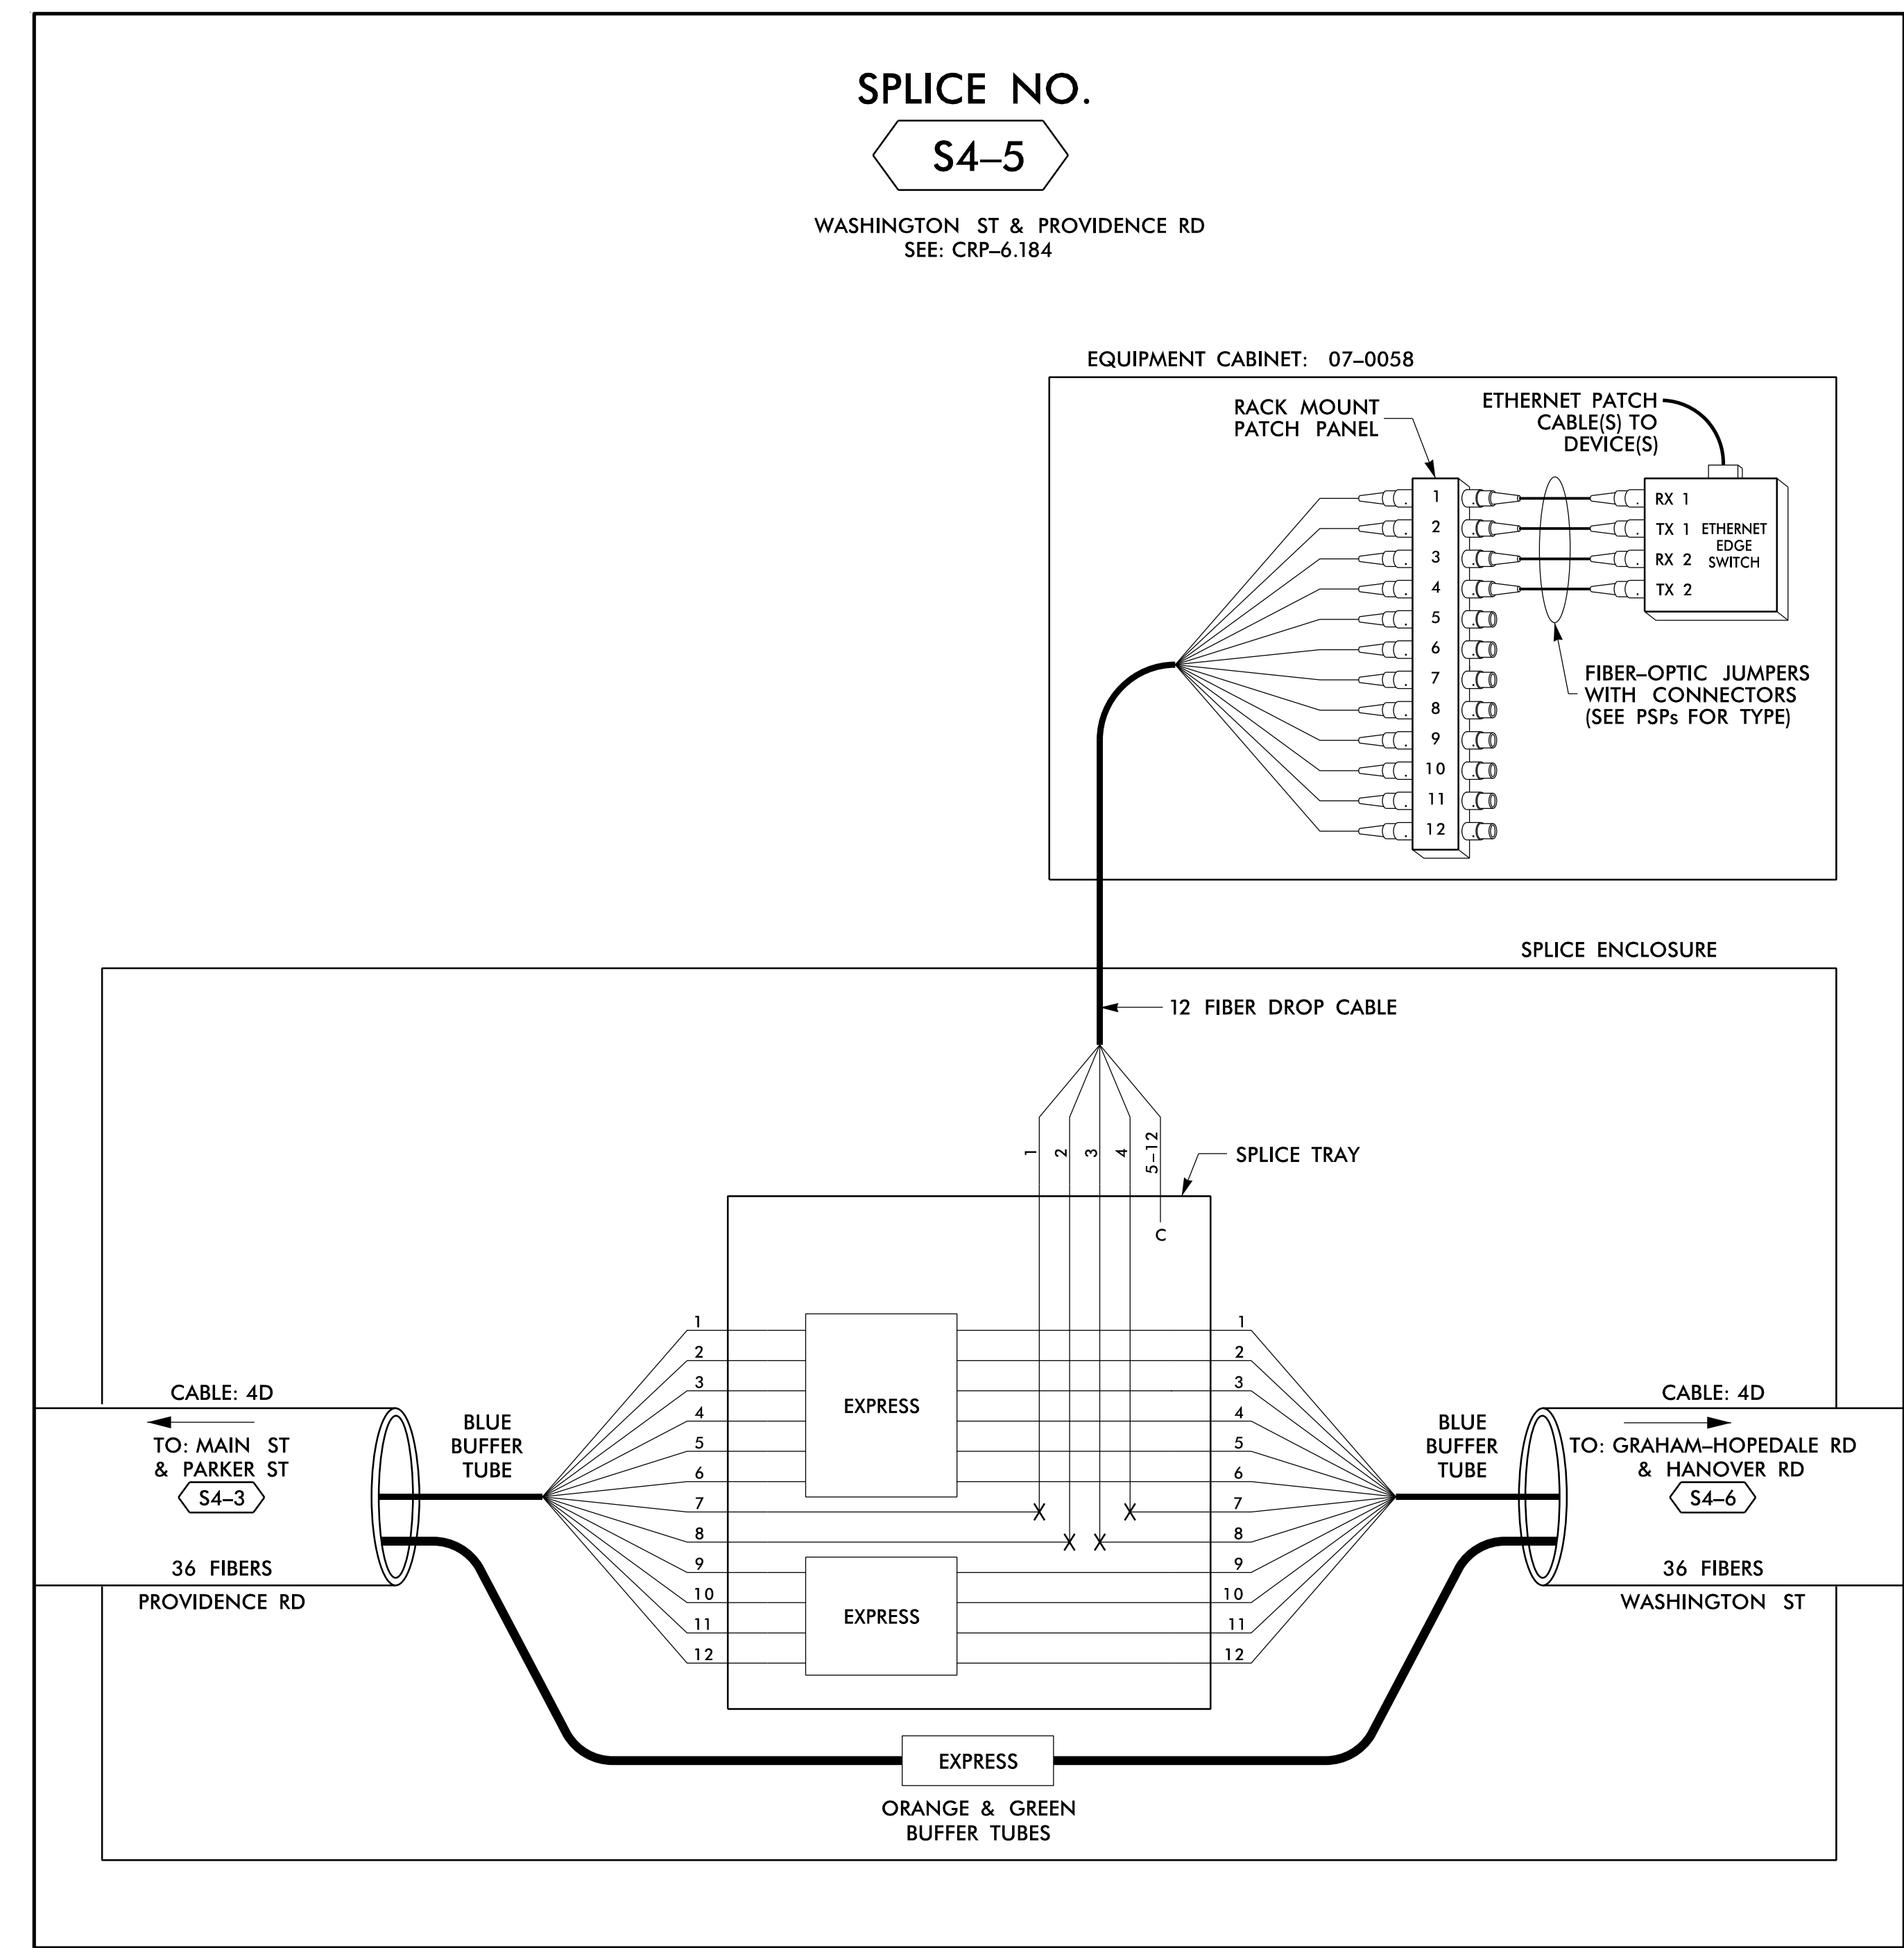 SPLICE NO.
S4–5
WASHINGTON ST & PROVIDENCE RD
SEE: CRP–6.184
EQUIPMENT CABINET: 07–0058
RACK MOUNT
PATCH PANEL
ETHERNET PATCH
CABLE(S) TO
DEVICE(S)
1
2
3
4
5
6
7
8
9
10
11
12
RX 1
TX 1
RX 2
TX 2
ETHERNET
EDGE
SWITCH
FIBER–OPTIC JUMPERS
WITH CONNECTORS
(SEE PSPs FOR TYPE)
SPLICE ENCLOSURE
12 FIBER DROP CABLE
1
2
3
4
5–12
SPLICE TRAY
C
CABLE: 4D
TO: MAIN ST
& PARKER ST
S4–3
36 FIBERS
PROVIDENCE RD
BLUE
BUFFER
TUBE
1
2
3
4
5
6
7
8
9
10
11
12
EXPRESS
EXPRESS
1
2
3
4
5
6
7
8
9
10
11
12
BLUE
BUFFER
TUBE
CABLE: 4D
TO: GRAHAM–HOPEDALE RD
& HANOVER RD
S4–6
36 FIBERS
WASHINGTON ST
EXPRESS
ORANGE & GREEN
BUFFER TUBES